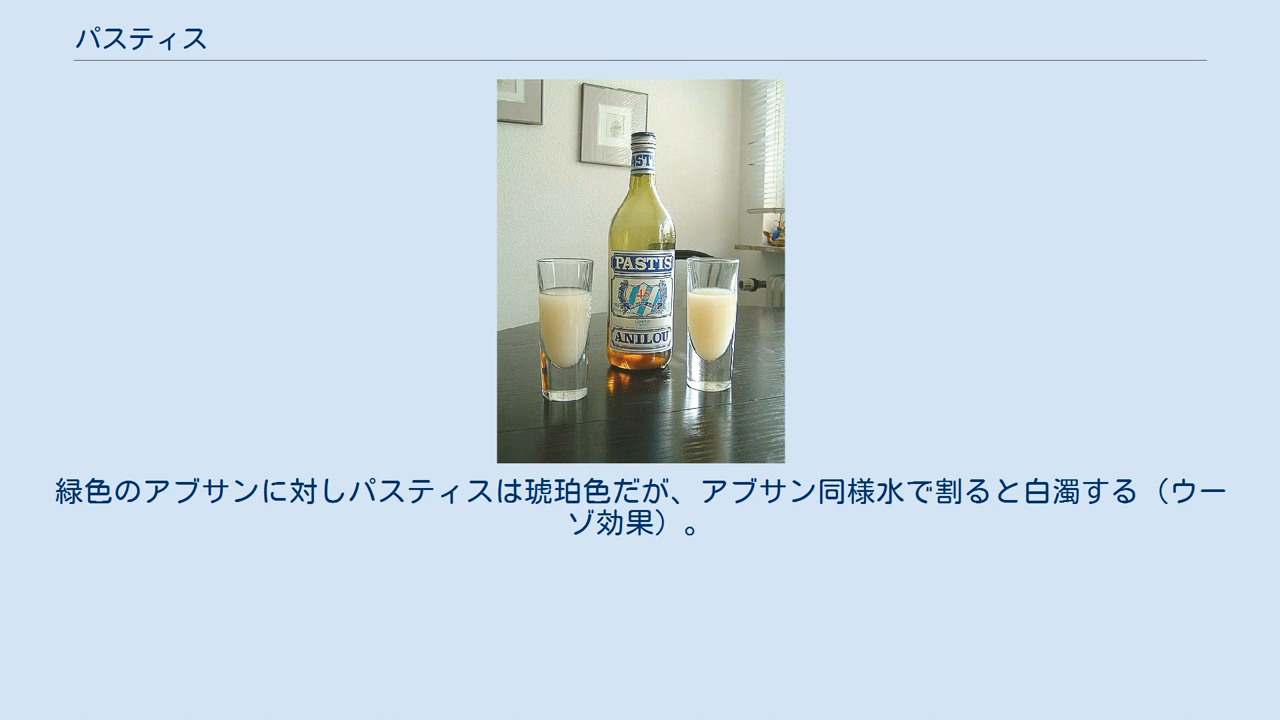 パスティス
PASTIS
ANILOU
緑色のアブサンに対しパスティスは琥珀色だが、アブサン同様水で割ると白濁する（ウー
ゾ効果）。